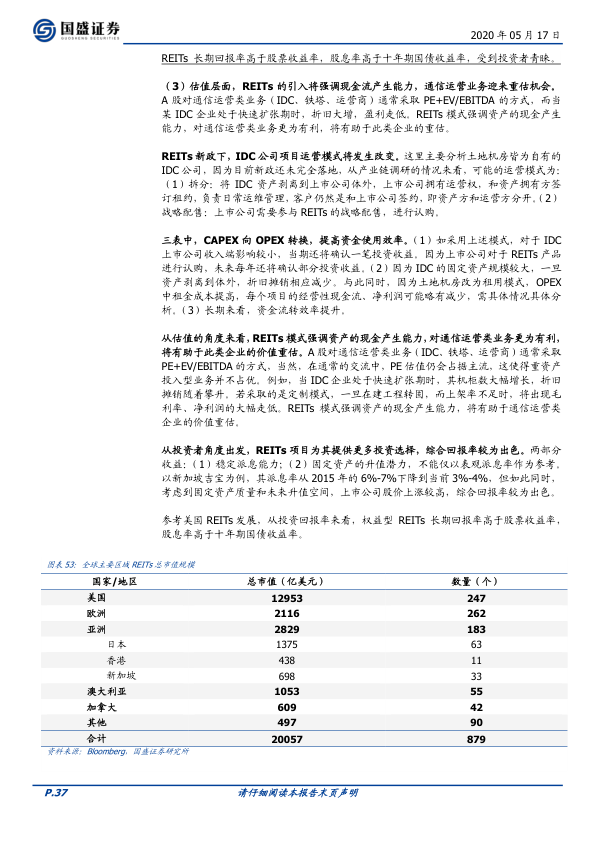 国盛证券
GUOSHENG SECURITIES
2020 年 05 月 17 日
REITs 长期回报率高于股票收益率，股息率高于十年期国债收益率，受到投资者青睐。
（3）估值层面，REITs 的引入将强调现金流产生能力，通信运营业务迎来重估机会。
A 股对通信运营类业务（IDC、铁塔、运营商）通常采取 PE+EV/EBITDA 的方式，而当
某 IDC 企业处于快速扩张期时，折旧大增，盈利走低。REITs 模式强调资产的现金产生
能力，对通信运营类业务更为有利，将有助于此类企业的重估。
REITs 新政下，IDC 公司项目运营模式将发生改变。这里主要分析土地机房皆为自有的
IDC 公司，因为目前新政还未完全落地，从产业链调研的情况来看，可能的运营模式为：
（1）拆分：将 IDC 资产剥离到上市公司体外，上市公司拥有运营权，和资产拥有方签
订租约，负责日常运维管理，客户仍然是和上市公司签约，即资产方和运营方分开。（2）
战略配售：上市公司需要参与 REITs 的战略配售，进行认购。
三表中，CAPEX 向 OPEX 转换，提高资金使用效率。（1）如采用上述模式，对于 IDC
上市公司收入端影响较小，当期还将确认一笔投资收益。因为上市公司对于 REITs 产品
进行认购，未来每年还将确认部分投资收益。（2）因为 IDC 的固定资产规模较大，一旦
资产剥离到体外，折旧摊销相应减少。与此同时，因为土地机房改为租用模式，OPEX
中租金成本提高，每个项目的经营性现金流、净利润可能略有减少，需具体情况具体分
析。（3）长期来看，资金流转效率提升。
从估值的角度来看，REITs 模式强调资产的现金产生能力，对通信运营类业务更为有利，
将有助于此类企业的价值重估。A 股对通信运营类业务（IDC、铁塔、运营商）通常采取
PE+EV/EBITDA 的方式，当然，在通常的交流中，PE 估值仍会占据主流，这使得重资产
投入型业务并不占优。例如，当 IDC 企业处于快速扩张期时，其机柜数大幅增长，折旧
摊销随着攀升。若采取的是定制模式，一旦在建工程转固，而上架率不足时，将出现毛
利率、净利润的大幅走低。REITs 模式强调资产的现金产生能力，将有助于通信运营类
企业的价值重估。
从投资者角度出发，REITs 项目为其提供更多投资选择，综合回报率较为出色。两部分
收益：（1）稳定派息能力；（2）固定资产的升值潜力，不能仅以表观派息率作为参考。
以新加坡吉宝为例，其派息率从 2015 年的 6%-7%下降到当前 3%-4%，但如此同时，
考虑到固定资产质量和未来升值空间，上市公司股价上涨较高，综合回报率较为出色。
参考美国 REITs 发展，从投资回报率来看，权益型 REITs 长期回报率高于股票收益率，
股息率高于十年期国债收益率。
图表 53：全球主要区域 REITs 总市值规模
国家/地区 总市值（亿美元） 数量（个）
美国 12953 247
欧洲 2116 262
亚洲 2829 183
日本 1375 63
香港 438 11
新加坡 698 33
澳大利亚 1053 55
加拿大 609 42
其他 497 90
合计 20057 879
资料来源：Bloomberg，国盛证券研究所
P.37 请仔细阅读本报告末页声明